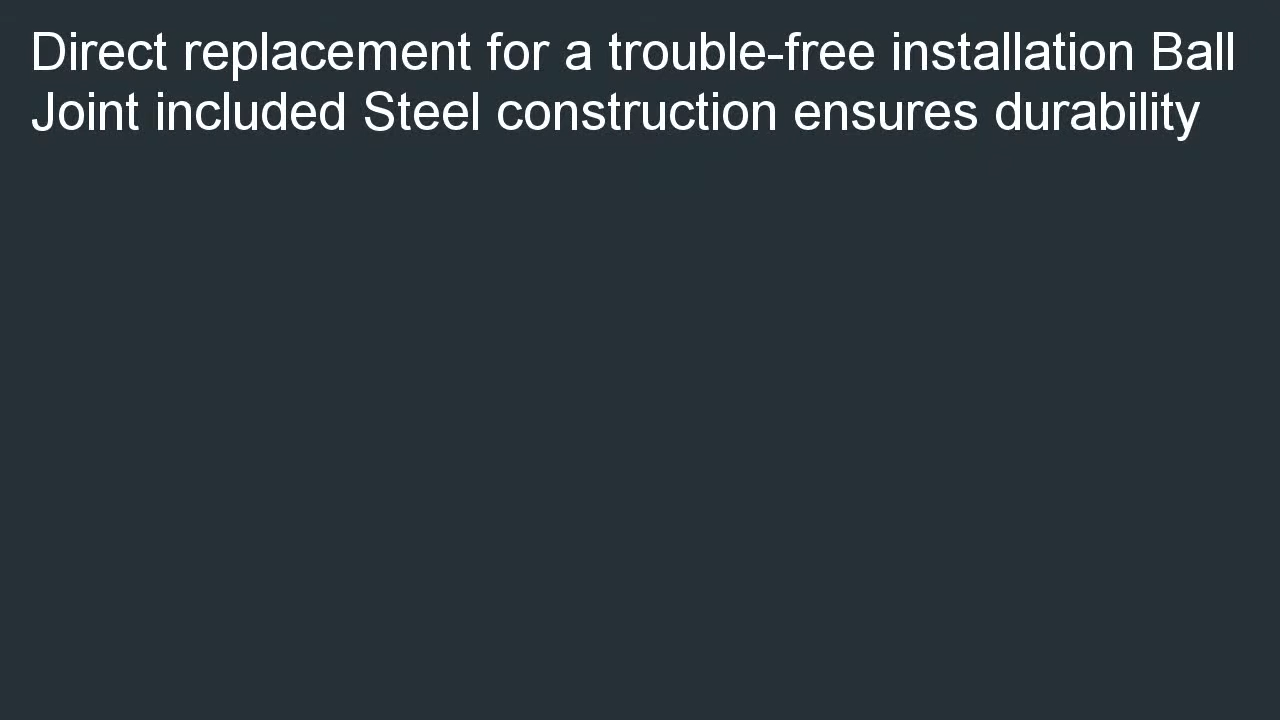 Direct replacement for a trouble-free installation Ball
Joint included Steel construction ensures durability